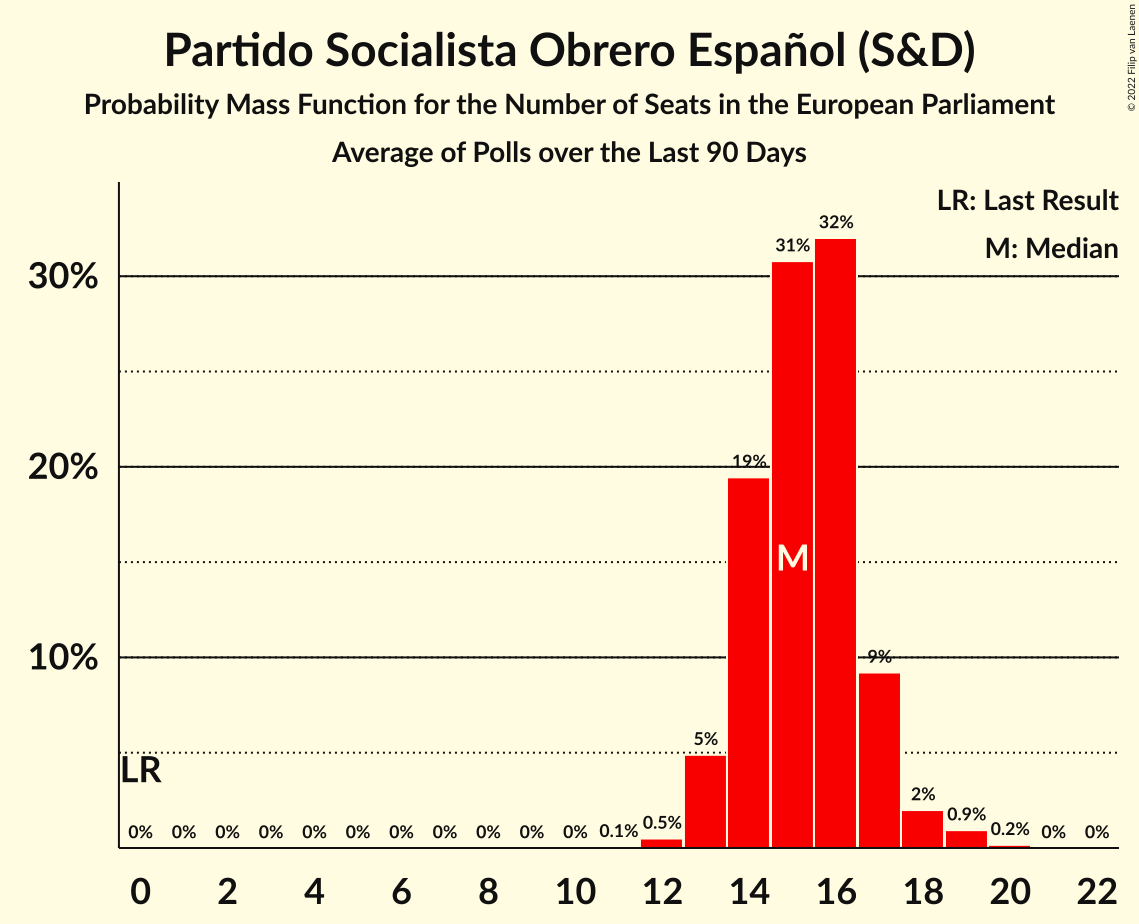 Partido Socialista Obrero Español (S&D)
Probability Mass Function for the Number of Seats in the European Parliament
Average of Polls over the Last 90 Days
© 2022 Filip van Laenen
LR: Last Result
M: Median
30%
20%
10%
32%
31%
19%
M
9%
5%
LR
2%
0% 0% 0% 0% 0% 0% 0% 0% 0% 0% 0% 0.1% 0.5% 0.9% 0.2% 0% 0%
0 2 4 6 8 10 12 14 16 18 20 22